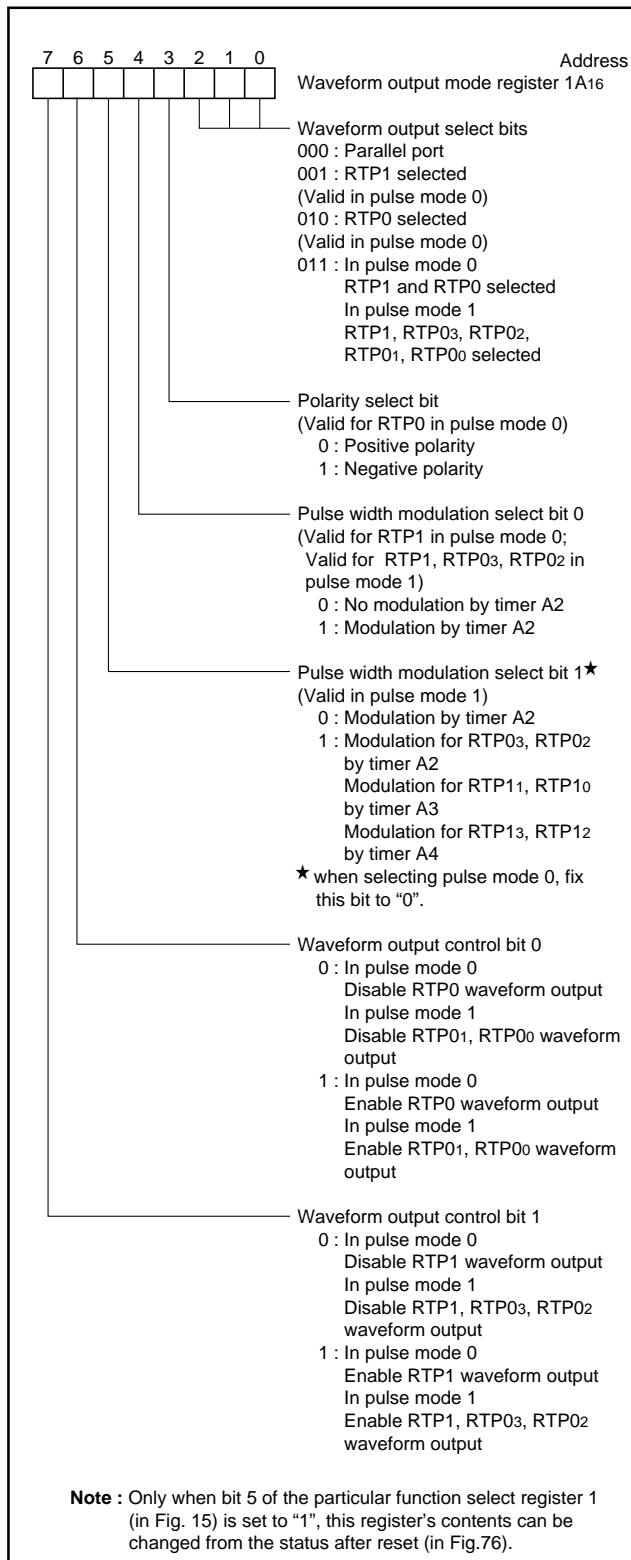 7 6 5 4 3 2 1 0
Address
Waveform output mode register 1A16
Waveform output select bits
000 : Parallel port
001 : RTP1 selected
(Valid in pulse mode 0)
010 : RTP0 selected
(Valid in pulse mode 0)
011 : In pulse mode 0
RTP1 and RTP0 selected
In pulse mode 1
RTP1, RTP03, RTP02,
RTP01, RTP00 selected
Polarity select bit
(Valid for RTP0 in pulse mode 0)
0 : Positive polarity
1 : Negative polarity
Pulse width modulation select bit 0
(Valid for RTP1 in pulse mode 0;
Valid for RTP1, RTP03, RTP02 in
pulse mode 1)
0 : No modulation by timer A2
1 : Modulation by timer A2
Pulse width modulation select bit 1★
(Valid in pulse mode 1)
0 : Modulation by timer A2
1 : Modulation for RTP03, RTP02
by timer A2
Modulation for RTP11, RTP10
by timer A3
Modulation for RTP13, RTP12
by timer A4
★ when selecting pulse mode 0, fix
this bit to “0”.
Waveform output control bit 0
0 : In pulse mode 0
Disable RTP0 waveform output
In pulse mode 1
Disable RTP01, RTP00 waveform
output
1 : In pulse mode 0
Enable RTP0 waveform output
In pulse mode 1
Enable RTP01, RTP00 waveform
output
Waveform output control bit 1
0 : In pulse mode 0
Disable RTP1 waveform output
In pulse mode 1
Disable RTP1, RTP03, RTP02
waveform output
1 : In pulse mode 0
Enable RTP1 waveform output
In pulse mode 1
Enable RTP1, RTP03, RTP02
waveform output
Note : Only when bit 5 of the particular function select register 1
(in Fig. 15) is set to “1”, this register’s contents can be
changed from the status after reset (in Fig.76).